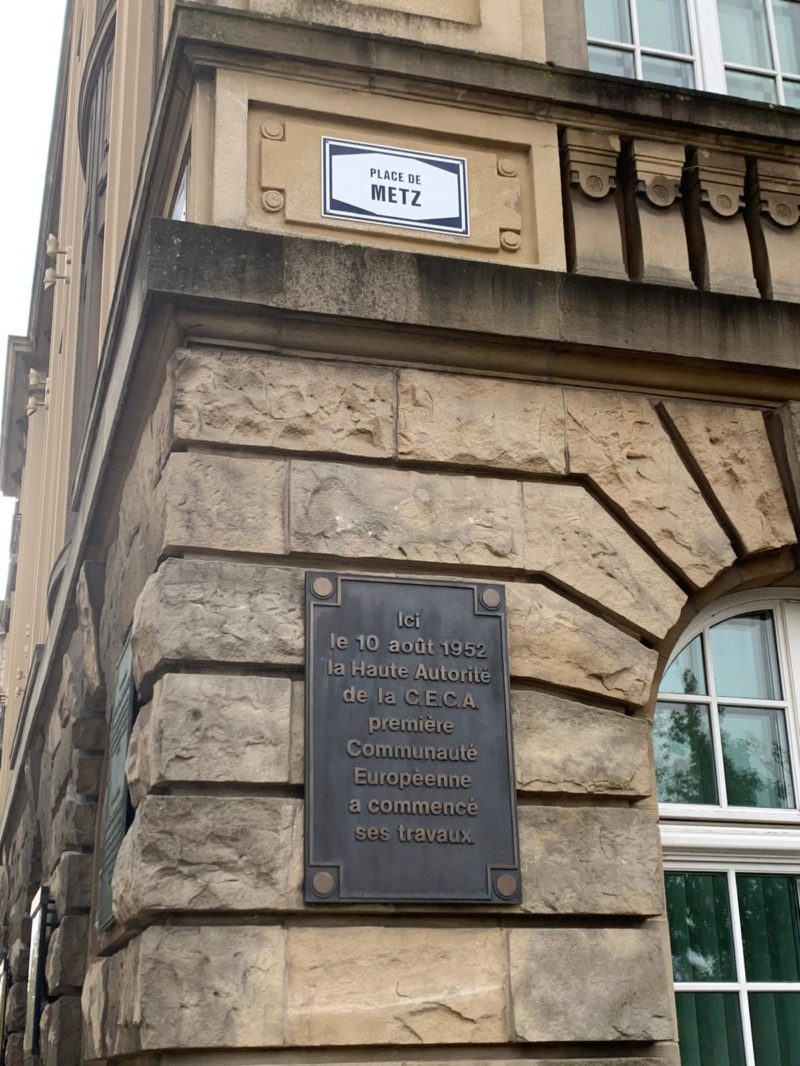 PLACE DE
METZ
Ici
le 10 août 1952
la Haute Autorité
de la C.E.C.A.
première
Communauté
Européenne
a commencé
ses travaux